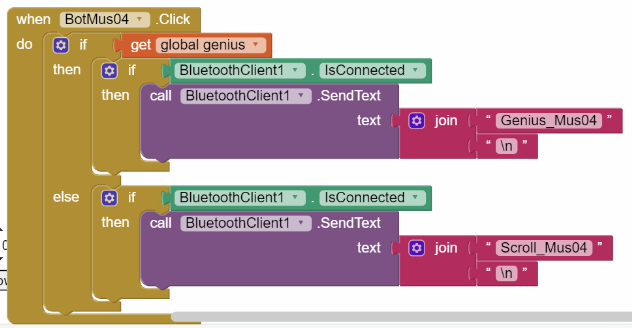 when BotMus04 .Click
do if get global genius
then if BluetoothClient1 . IsConnected
then call BluetoothClient1 .SendText
text join " Genius_Mus04 "
" \n "
else if BluetoothClient1 . IsConnected
then call BluetoothClient1 .SendText
text join " Scroll_Mus04 "
" \n "